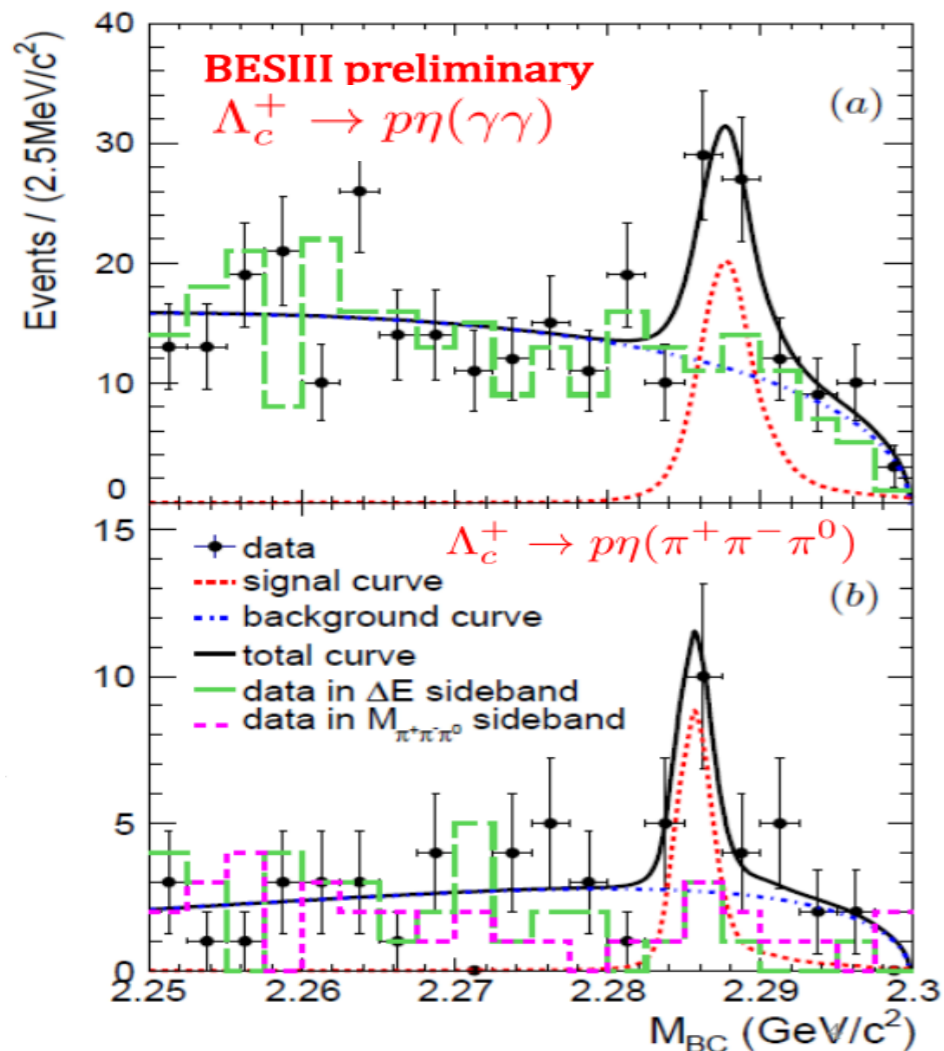 40
BESIII preliminary
Λc+ → pη(γγ)
(a)
30
20
10
0
Events / (2.5MeV/c²)
15
Λc+ → pη(π+π−π0)
data
(b)
signal curve
background curve
total curve
10
data in ΔE sideband
data in Mπ+π-π0 sideband
5
0
2.25 2.26 2.27 2.28 2.29 2.3
MBC (GeV/c²)